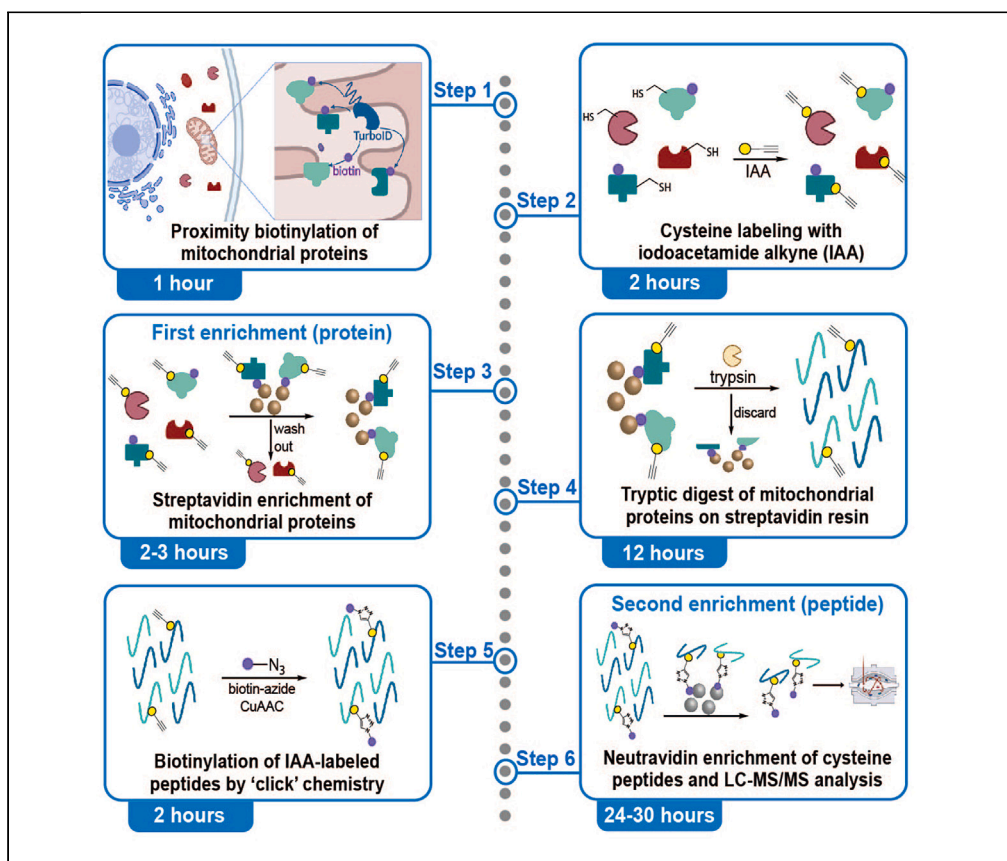 Step 1
TurboID
biotin
Proximity biotinylation of
mitochondrial proteins
1 hour
Step 2
HS
HS
SH
SH
IAA
Cysteine labeling with
iodoacetamide alkyne (IAA)
2 hours
First enrichment (protein)
Step 3
wash
out
Streptavidin enrichment of
mitochondrial proteins
2-3 hours
Step 4
trypsin
discard
Tryptic digest of mitochondrial
proteins on streptavidin resin
12 hours
Step 5
N3
biotin-azide
CuAAC
Biotinylation of IAA-labeled
peptides by ‘click’ chemistry
2 hours
Second enrichment (peptide)
Step 6
Neutravidin enrichment of cysteine
peptides and LC-MS/MS analysis
24-30 hours